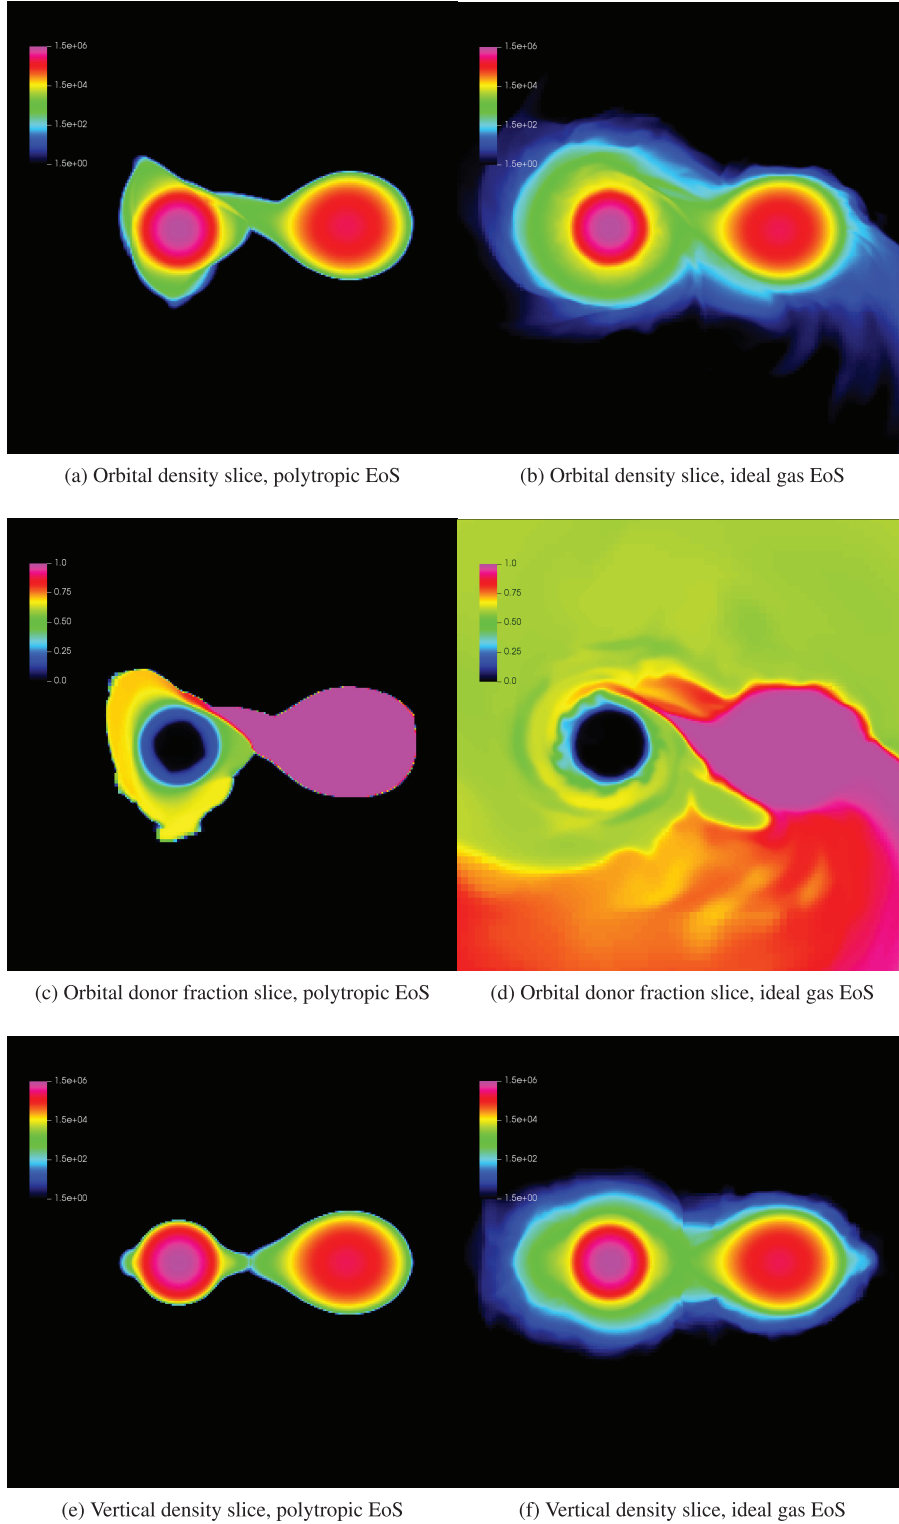 1.5e+06
1.5e+04
1.5e+02
1.5e+00
1.5e+06
1.5e+04
1.5e+02
1.5e+00
(a) Orbital density slice, polytropic EoS
(b) Orbital density slice, ideal gas EoS
1.0
0.75
0.50
0.25
0.0
1.0
0.75
0.50
0.25
0.0
(c) Orbital donor fraction slice, polytropic EoS
(d) Orbital donor fraction slice, ideal gas EoS
1.5e+06
1.5e+04
1.5e+02
1.5e+00
1.5e+06
1.5e+04
1.5e+02
1.5e+00
(e) Vertical density slice, polytropic EoS
(f) Vertical density slice, ideal gas EoS